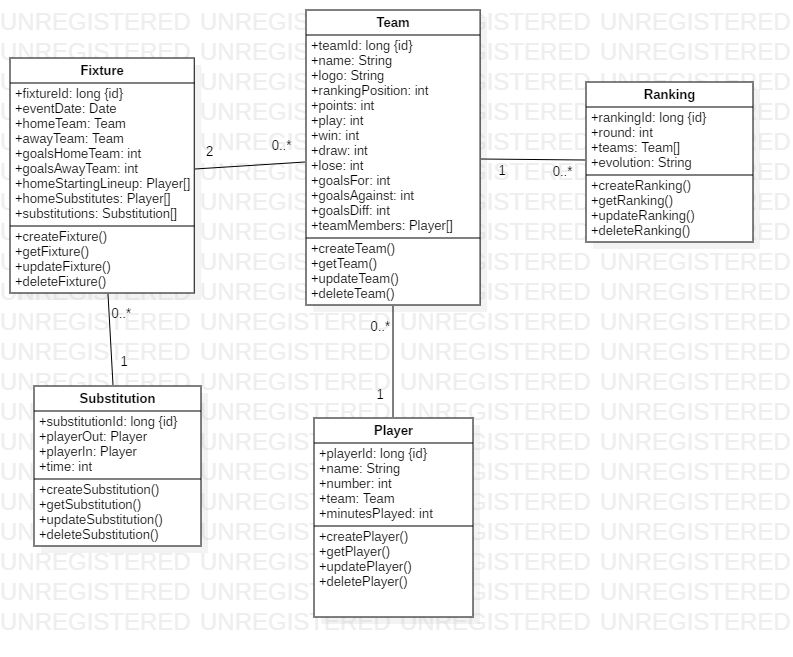 UNREGISTERED UNREGISTERED UNREGISTERED UNREGISTERED
Team
+teamId: long {id}
+name: String
+logo: String
+rankingPosition: int
+points: int
+play: int
+win: int
+draw: int
+lose: int
+goalsFor: int
+goalsAgainst: int
+goalsDiff: int
+teamMembers: Player[]
+createTeam()
+getTeam()
+updateTeam()
+deleteTeam()
Fixture
+fixtureId: long {id}
+eventDate: Date
+homeTeam: Team
+awayTeam: Team
+goalsHomeTeam: int
+goalsAwayTeam: int
+homeStartingLineup: Player[]
+homeSubstitutes: Player[]
+substitutions: Substitution[]
+createFixture()
+getFixture()
+updateFixture()
+deleteFixture()
2
0..*
Ranking
+rankingId: long {id}
+round: int
+teams: Team[]
+evolution: String
+createRanking()
+getRanking()
+updateRanking()
+deleteRanking()
1
0..*
0..*
1
Substitution
+substitutionId: long {id}
+playerOut: Player
+playerIn: Player
+time: int
+createSubstitution()
+getSubstitution()
+updateSubstitution()
+deleteSubstitution()
0..*
1
Player
+playerId: long {id}
+name: String
+number: int
+team: Team
+minutesPlayed: int
+createPlayer()
+getPlayer()
+updatePlayer()
+deletePlayer()